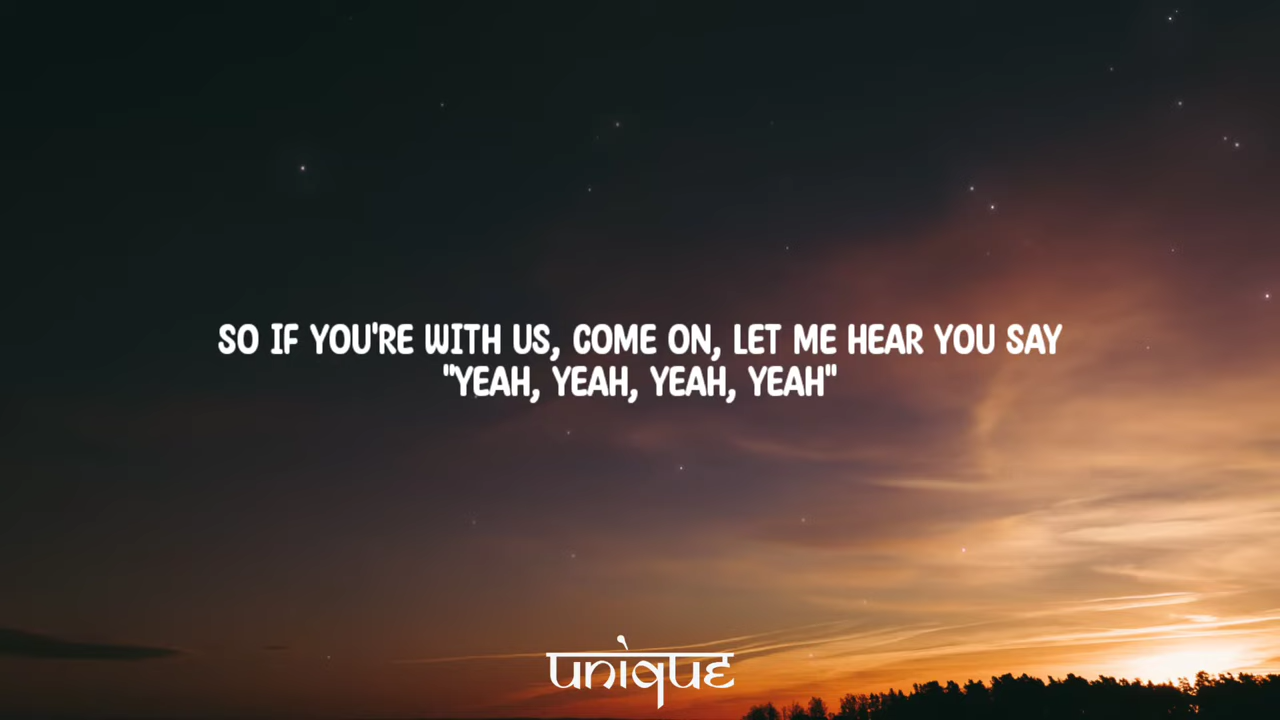 SO IF YOU'RE WITH US, COME ON, LET ME HEAR YOU SAY
"YEAH, YEAH, YEAH, YEAH"
unique